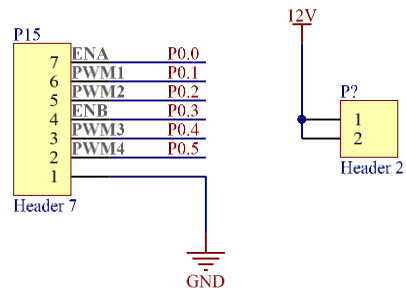 P15
7 ENA P0.0
6 PWM1 P0.1
5 PWM2 P0.2
4 ENB P0.3
3 PWM3 P0.4
2 PWM4 P0.5
1
Header 7
GND
12V
P?
1
2
Header 2